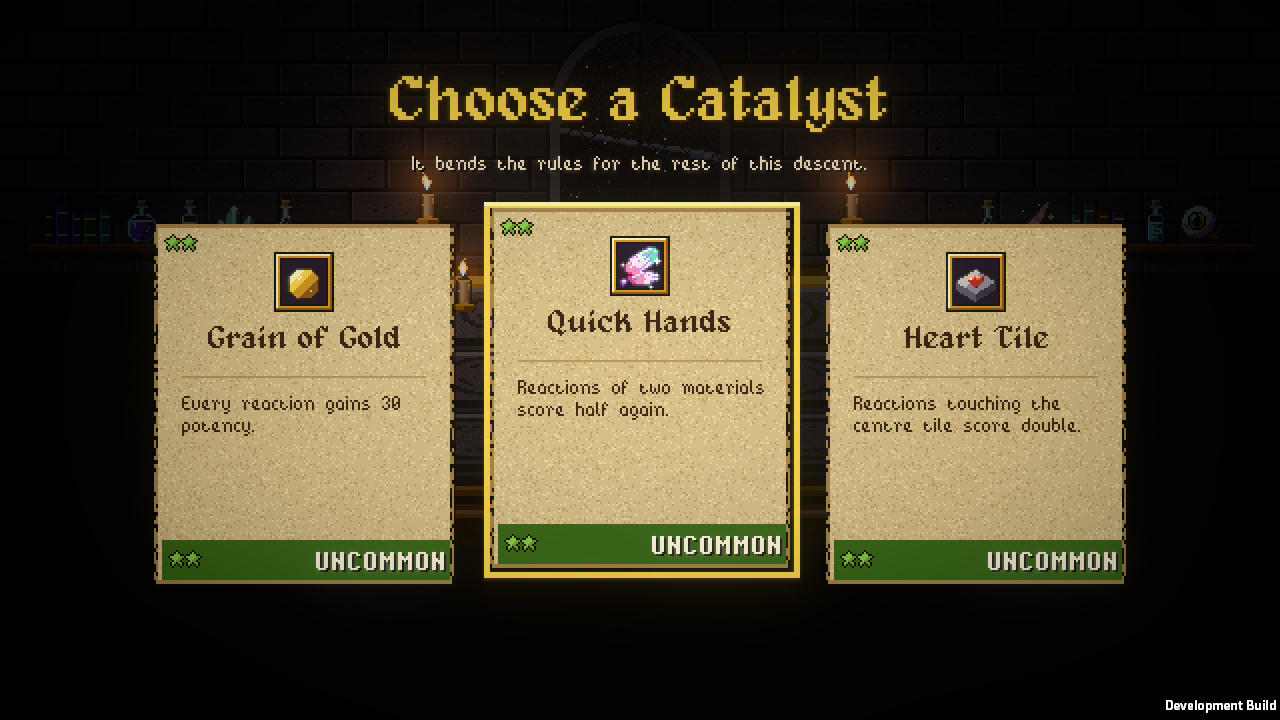 Choose a Catalyst
It bends the rules for the rest of this descent.
Grain of Gold
Every reaction gains 30
potency.
UNCOMMON
Quick Hands
Reactions of two materials
score half again.
UNCOMMON
Heart Tile
Reactions touching the
centre tile score double.
UNCOMMON
Development Build